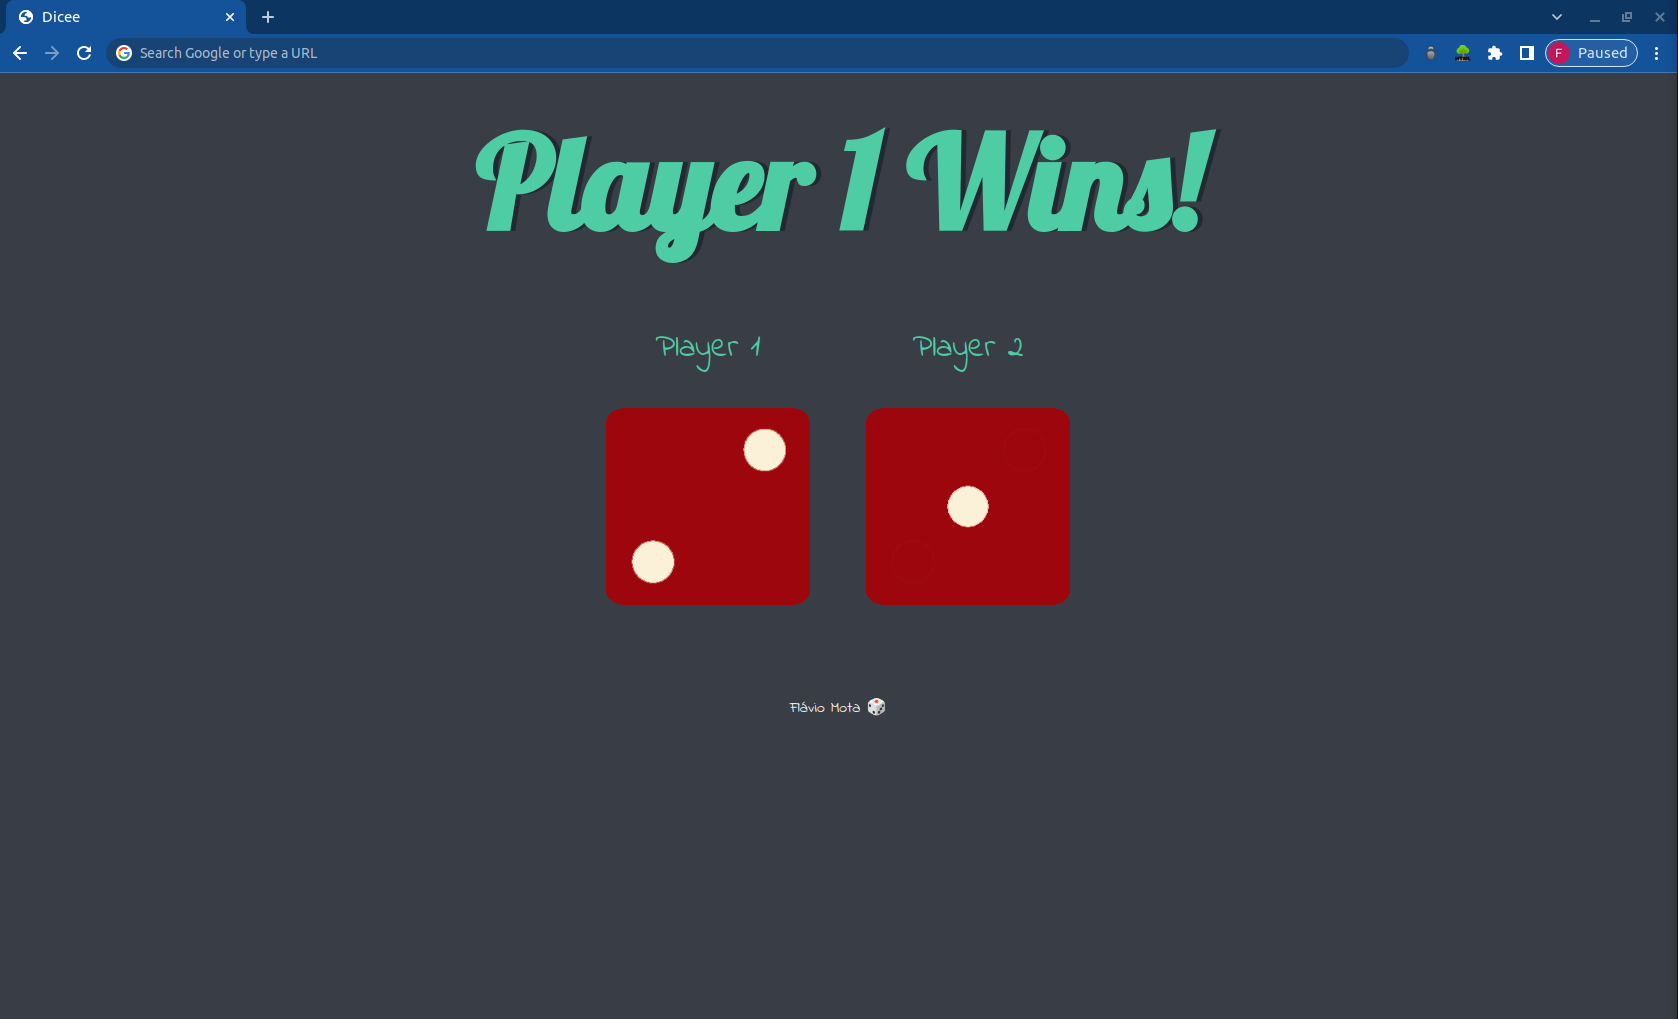 Dicee
Search Google or type a URL
F Paused
Player 1 Wins!
Player 1
Player 2
Flávio Mota 🎲